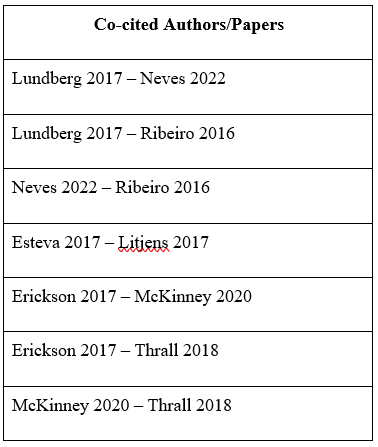 Co-cited Authors/Papers
Lundberg 2017 – Neves 2022
Lundberg 2017 – Ribeiro 2016
Neves 2022 – Ribeiro 2016
Esteva 2017 – Litjens 2017
Erickson 2017 – McKinney 2020
Erickson 2017 – Thrall 2018
McKinney 2020 – Thrall 2018